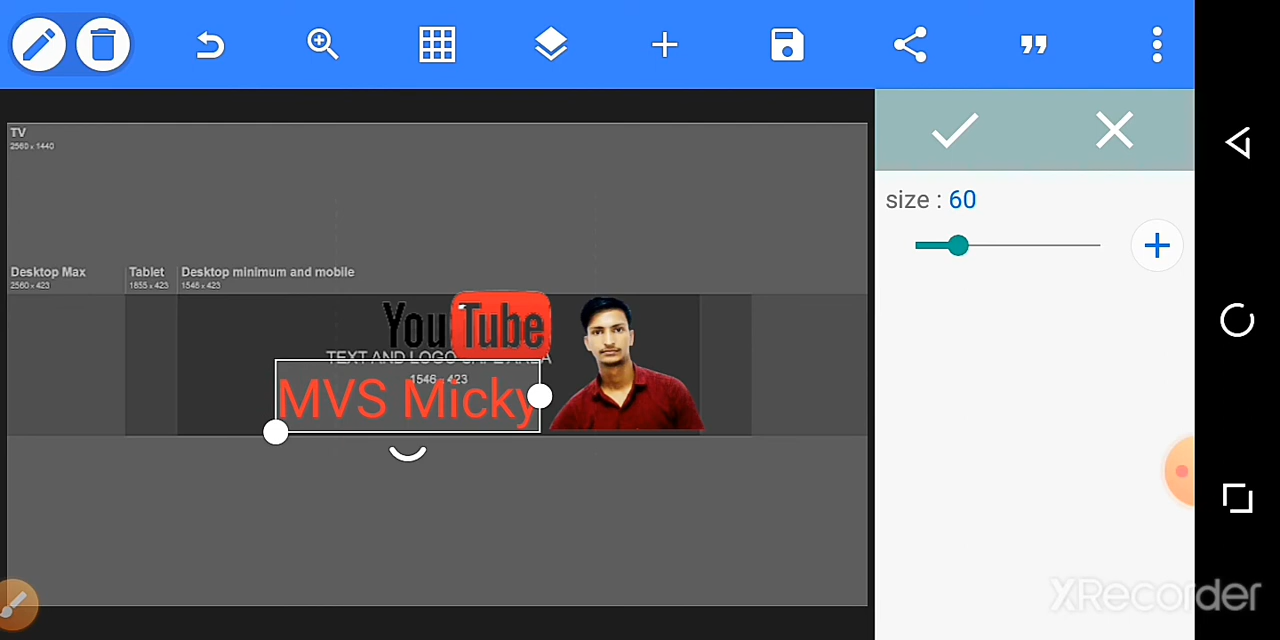 TV
2560 x 1440
size : 60
Desktop Max
2560 x 423
Tablet
1855 x 423
Desktop minimum and mobile
1546 x 423
YouTube
TEXT AND LOGO SAFE AREA
1546 x 423
MVS Micky
XRecorder